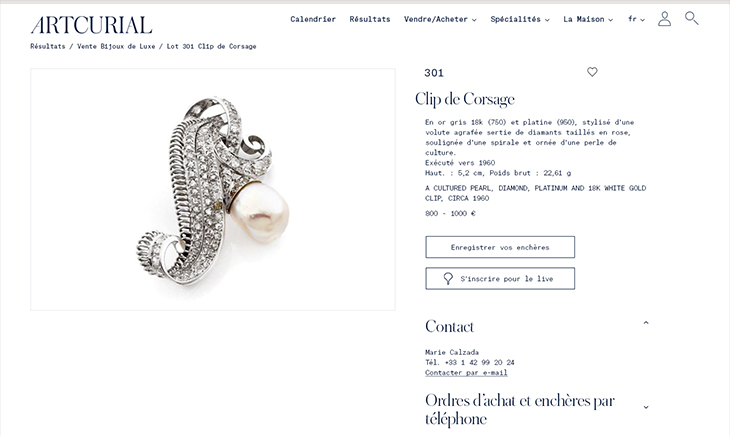 ARTCURIAL
Calendrier Résultats Vendre/Acheter Spécialités La Maison fr
Résultats / Vente Bijoux de Luxe / Lot 301 Clip de Corsage
301
Clip de Corsage
En or gris 18k (750) et platine (950), stylisé d'une
volute agrafée sertie de diamants taillés en rose,
soulignée d'une spirale et ornée d'une perle de
culture.
Exécuté vers 1960
Haut. : 5,2 cm, Poids brut : 22,61 g
A CULTURED PEARL, DIAMOND, PLATINUM AND 18K WHITE GOLD
CLIP, CIRCA 1960
800 - 1000 €
Enregistrer vos enchères
S'inscrire pour le live
Contact
Marie Calzada
Tél. +33 1 42 99 20 24
Contacter par e-mail
Ordres d'achat et enchères par
téléphone